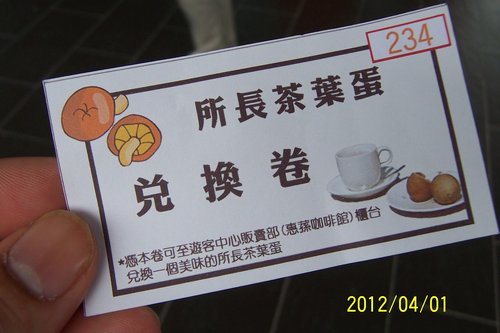 234
所長茶葉蛋
兌換卷
*憑本卷可至遊客中心販賣部(惠蓀咖啡館)櫃台
兌換一個美味的所長茶葉蛋
2012/04/01